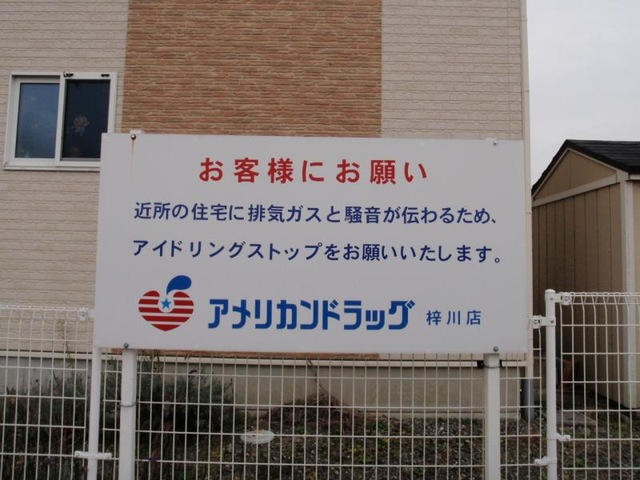 お客様にお願い
近所の住宅に排気ガスと騒音が伝わるため、
アイドリングストップをお願いいたします。
アメリカンドラッグ 梓川店